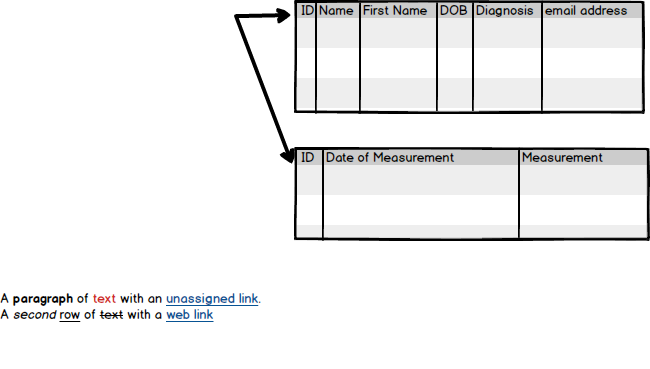 ID Name First Name DOB Diagnosis email address
ID Date of Measurement Measurement
A paragraph of text with an unassigned link.
A second row of text with a web link